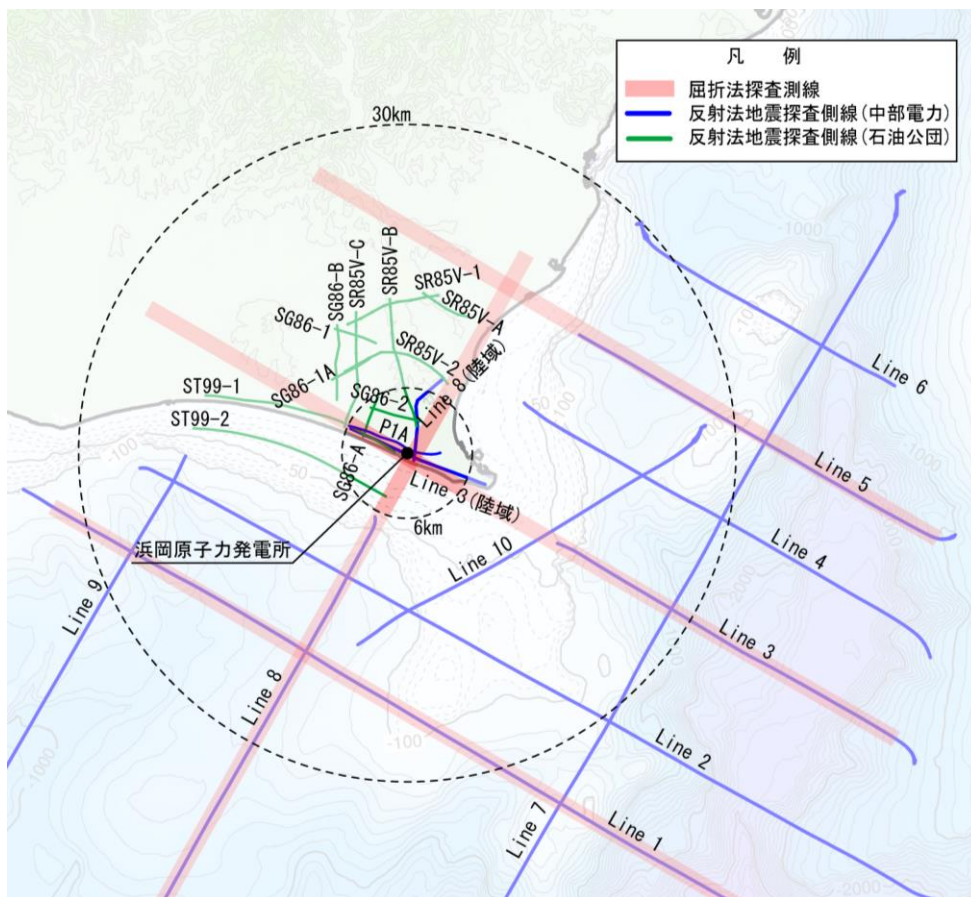 凡 例
屈折法探査測線
反射法地震探査側線(中部電力)
反射法地震探査側線(石油公団)
30km
-1000
SG86-B
SR85V-C
SR85V-B
SR85V-1
SR85V-A
SG86-1
SR85V-2
SG86-1A
Line 8(陸域)
Line 6
ST99-1
SG86-2
ST99-2
P1A
SG86-A
50
100
-100
50
Line 3(陸域)
Line 5
6km
浜岡原子力発電所
Line 10
Line 4
Line 9
-2000
Line 3
Line 8
-100
-1000
Line 2
Line 7
Line 1
-2000